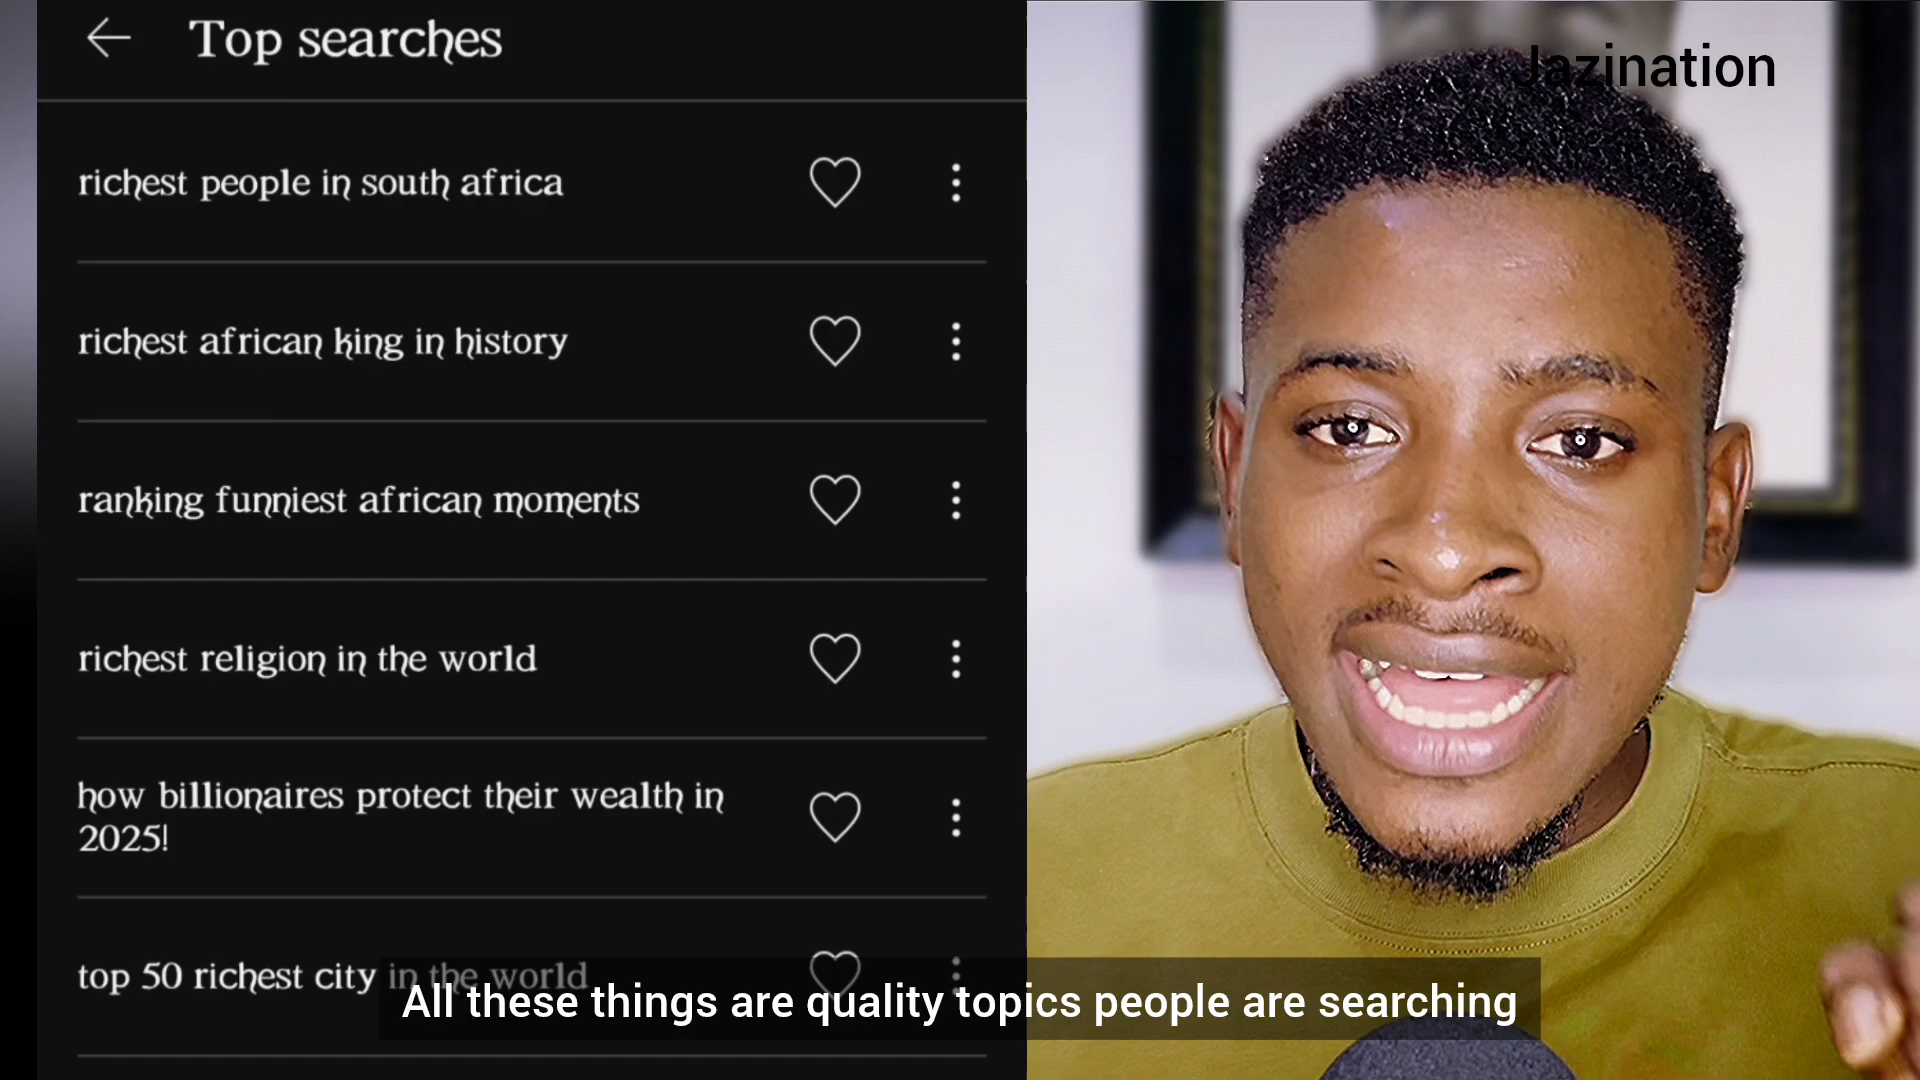 Top searches
Jazination
richest people in south africa
richest african king in history
ranking funniest african moments
richest religion in the world
how billionaires protect their wealth in
2025!
top 50 richest city in the world
All these things are quality topics people are searching